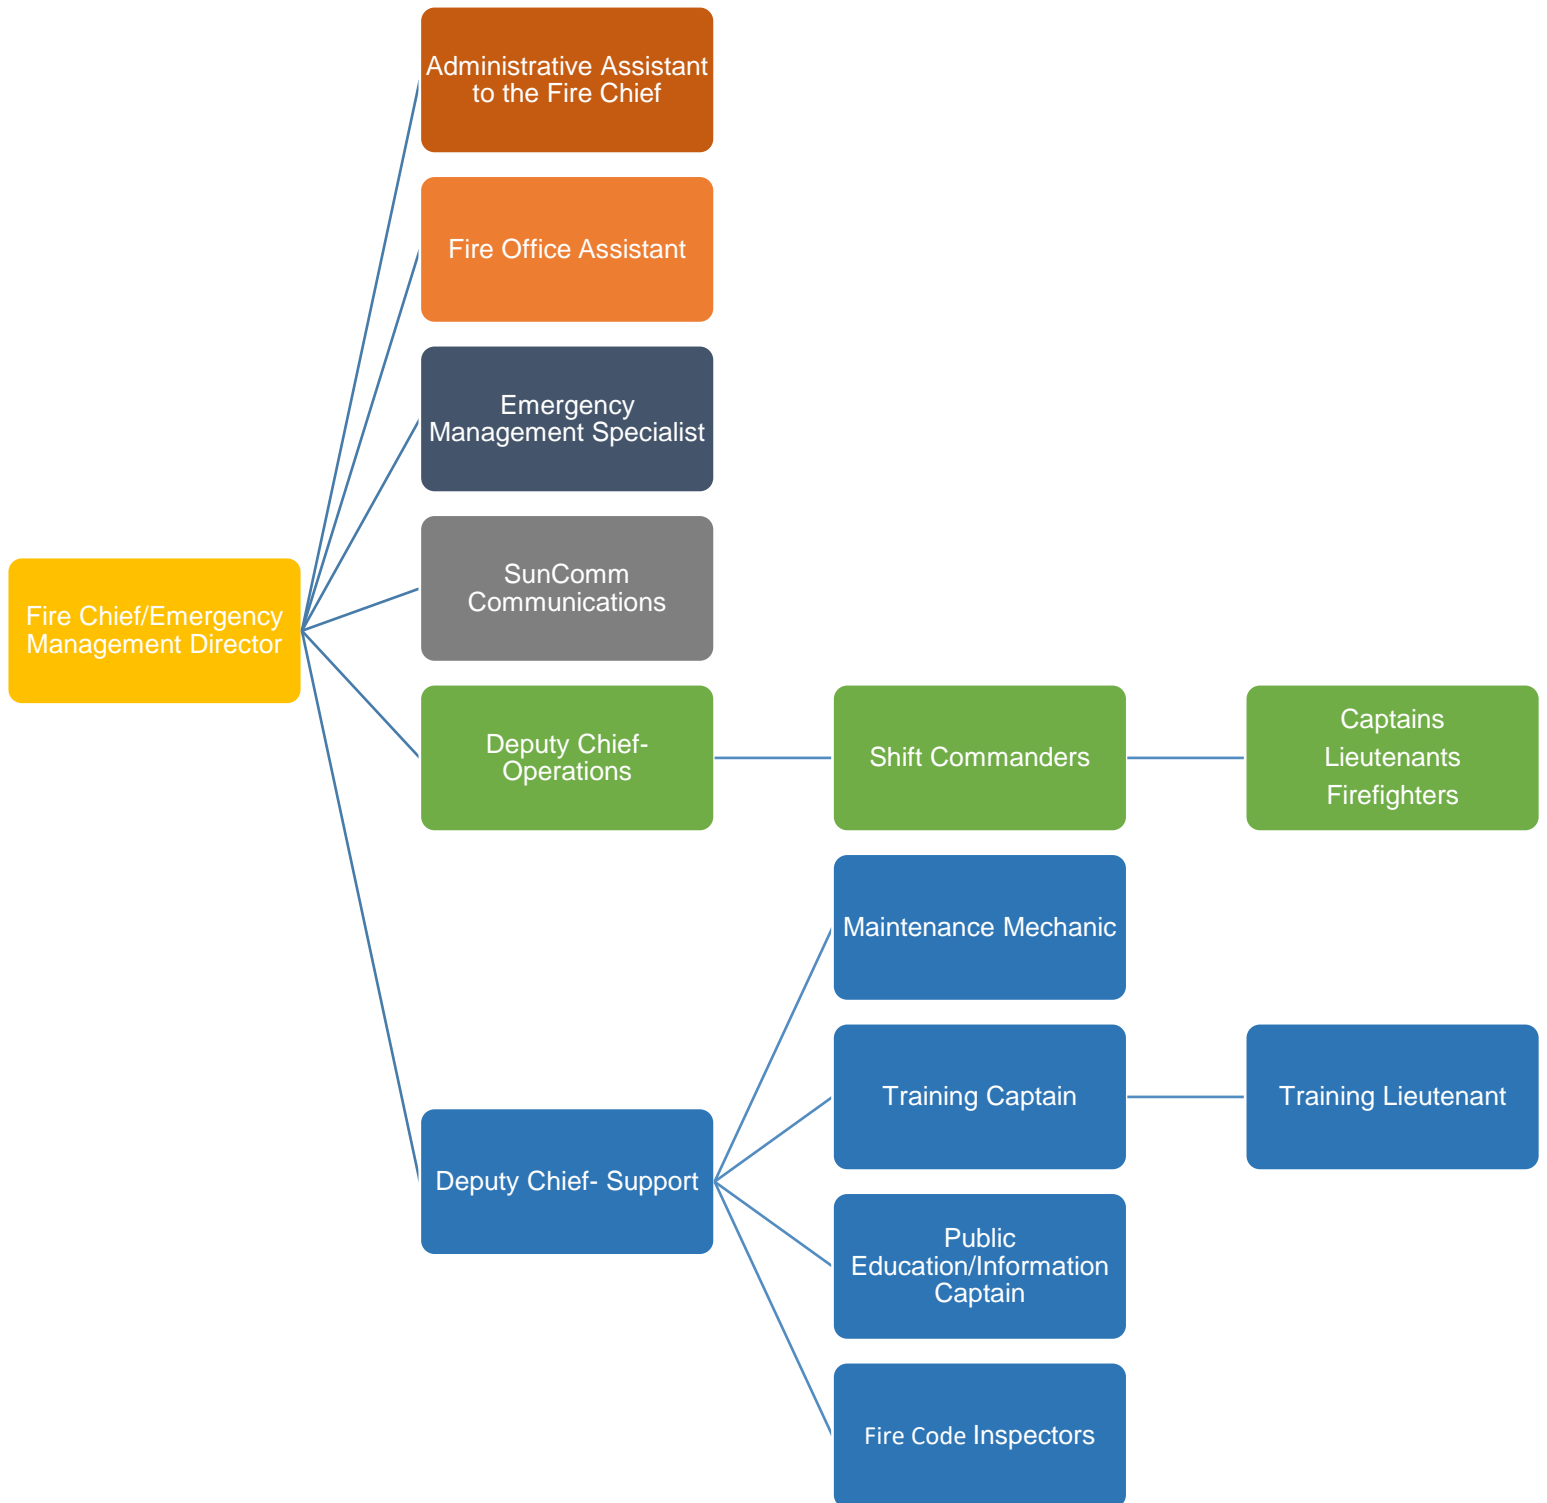 Administrative Assistant
to the Fire Chief
Fire Office Assistant
Emergency
Management Specialist
SunComm
Communications
Fire Chief/Emergency
Management Director
Deputy Chief-
Operations
Shift Commanders
Captains
Lieutenants
Firefighters
Maintenance Mechanic
Training Captain
Training Lieutenant
Deputy Chief- Support
Public
Education/Information
Captain
Fire Code Inspectors